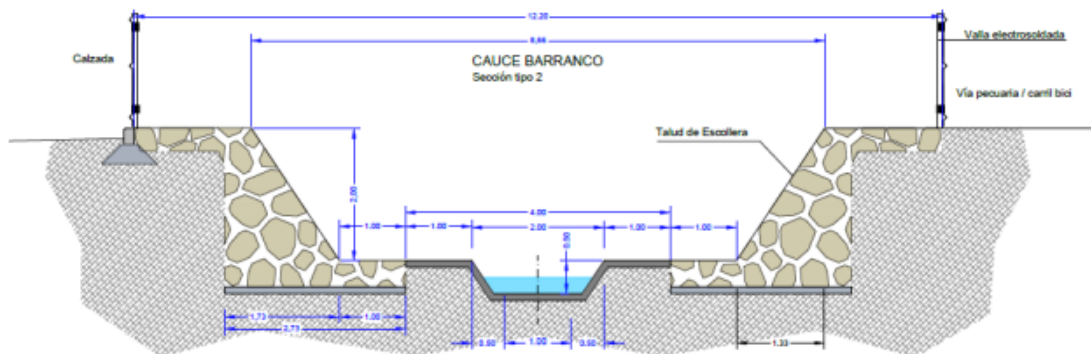 12.20
8.66
Calzada
CAUCE BARRANCO
Sección tipo 2
Valla electrosoldada
Vía pecuaria / carril bici
Talud de Escollera
2.00
4.00
1.00
1.00
2.00
1.00
1.00
0.50
1.73
1.00
2.73
0.50
1.00
0.50
1.33